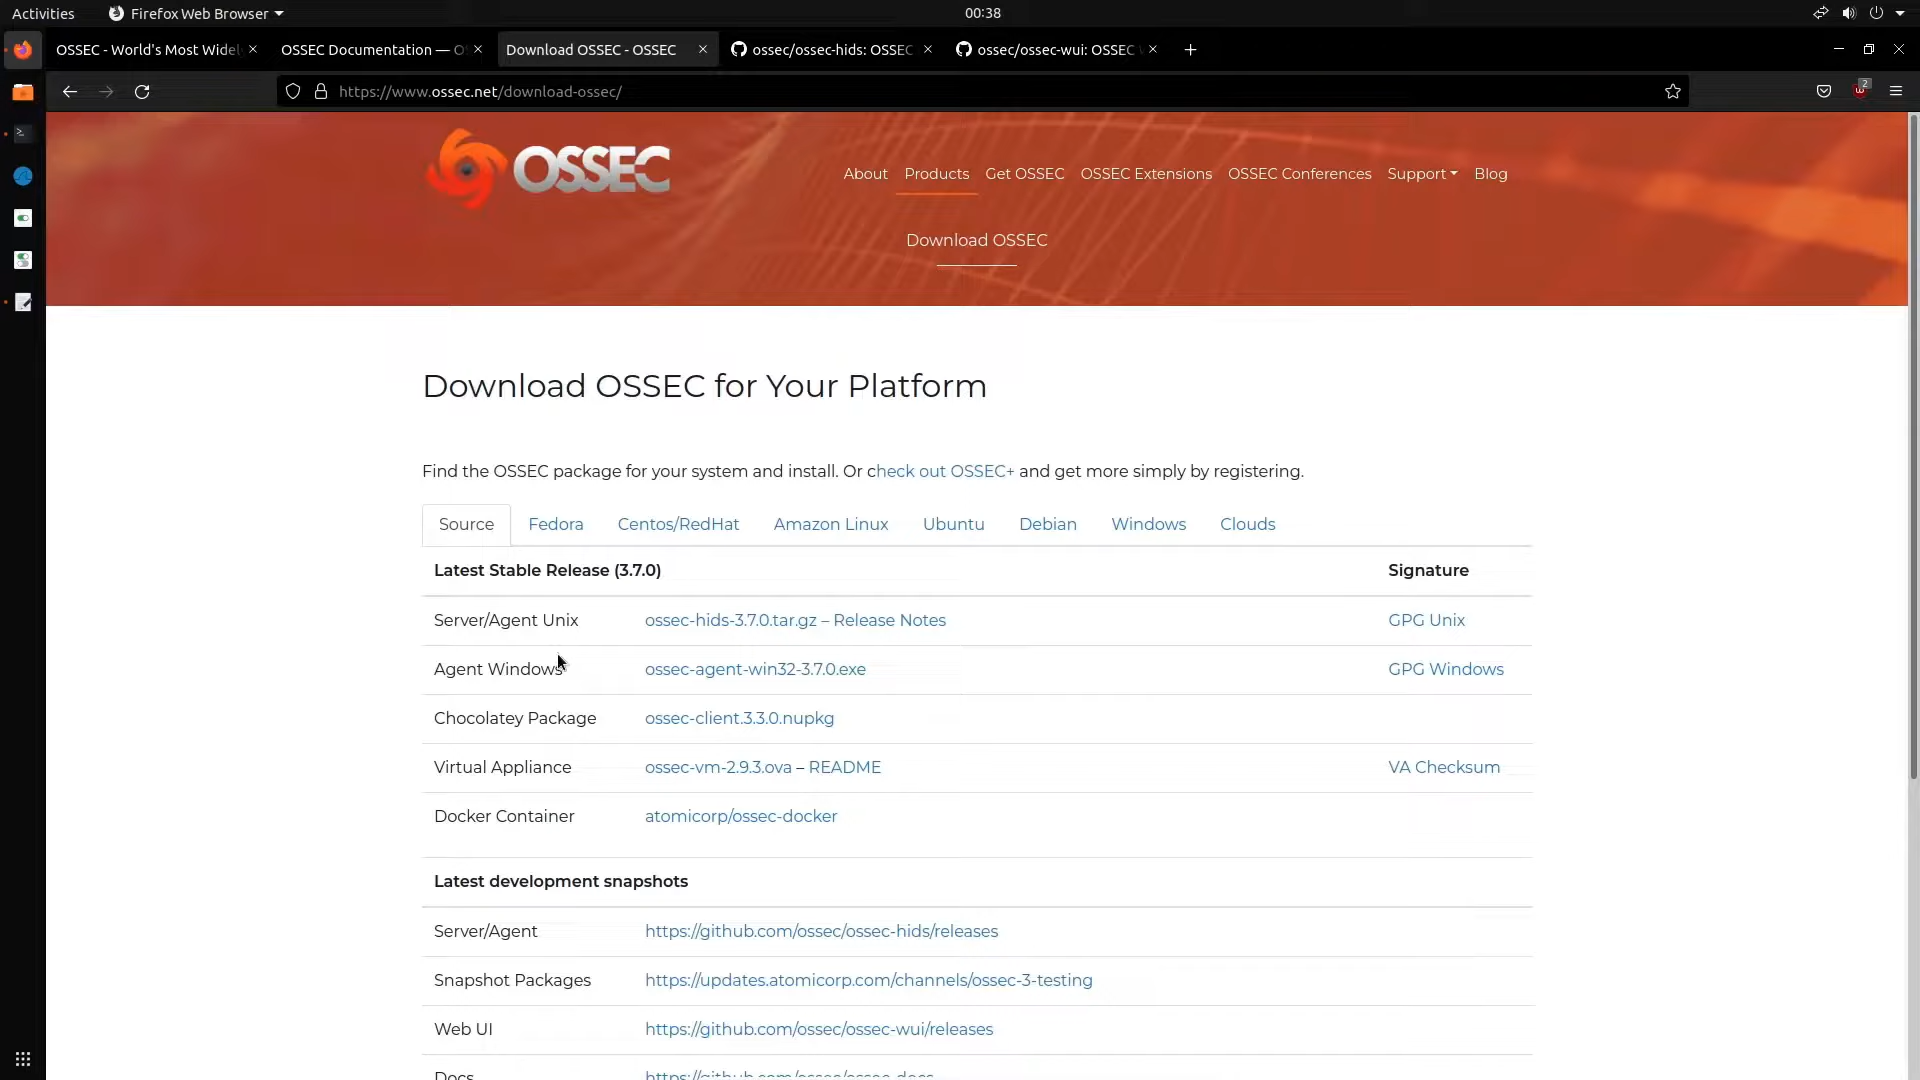 Activities
Firefox Web Browser
00:38
OSSEC - World's Most Widel
OSSEC Documentation — O
Download OSSEC - OSSEC
ossec/ossec-hids: OSSEC
ossec/ossec-wui: OSSEC
https://www.ossec.net/download-ossec/
2
OSSEC
About Products Get OSSEC OSSEC Extensions OSSEC Conferences Support Blog
Download OSSEC
Download OSSEC for Your Platform
Find the OSSEC package for your system and install. Or check out OSSEC+ and get more simply by registering.
Source Fedora Centos/RedHat Amazon Linux Ubuntu Debian Windows Clouds
Latest Stable Release (3.7.0) Signature
Server/Agent Unix ossec-hids-3.7.0.tar.gz – Release Notes GPG Unix
Agent Windows ossec-agent-win32-3.7.0.exe GPG Windows
Chocolatey Package ossec-client.3.3.0.nupkg
Virtual Appliance ossec-vm-2.9.3.ova – README VA Checksum
Docker Container atomicorp/ossec-docker
Latest development snapshots
Server/Agent https://github.com/ossec/ossec-hids/releases
Snapshot Packages https://updates.atomicorp.com/channels/ossec-3-testing
Web UI https://github.com/ossec/ossec-wui/releases
Docs https://github.com/ossec/ossec-docs